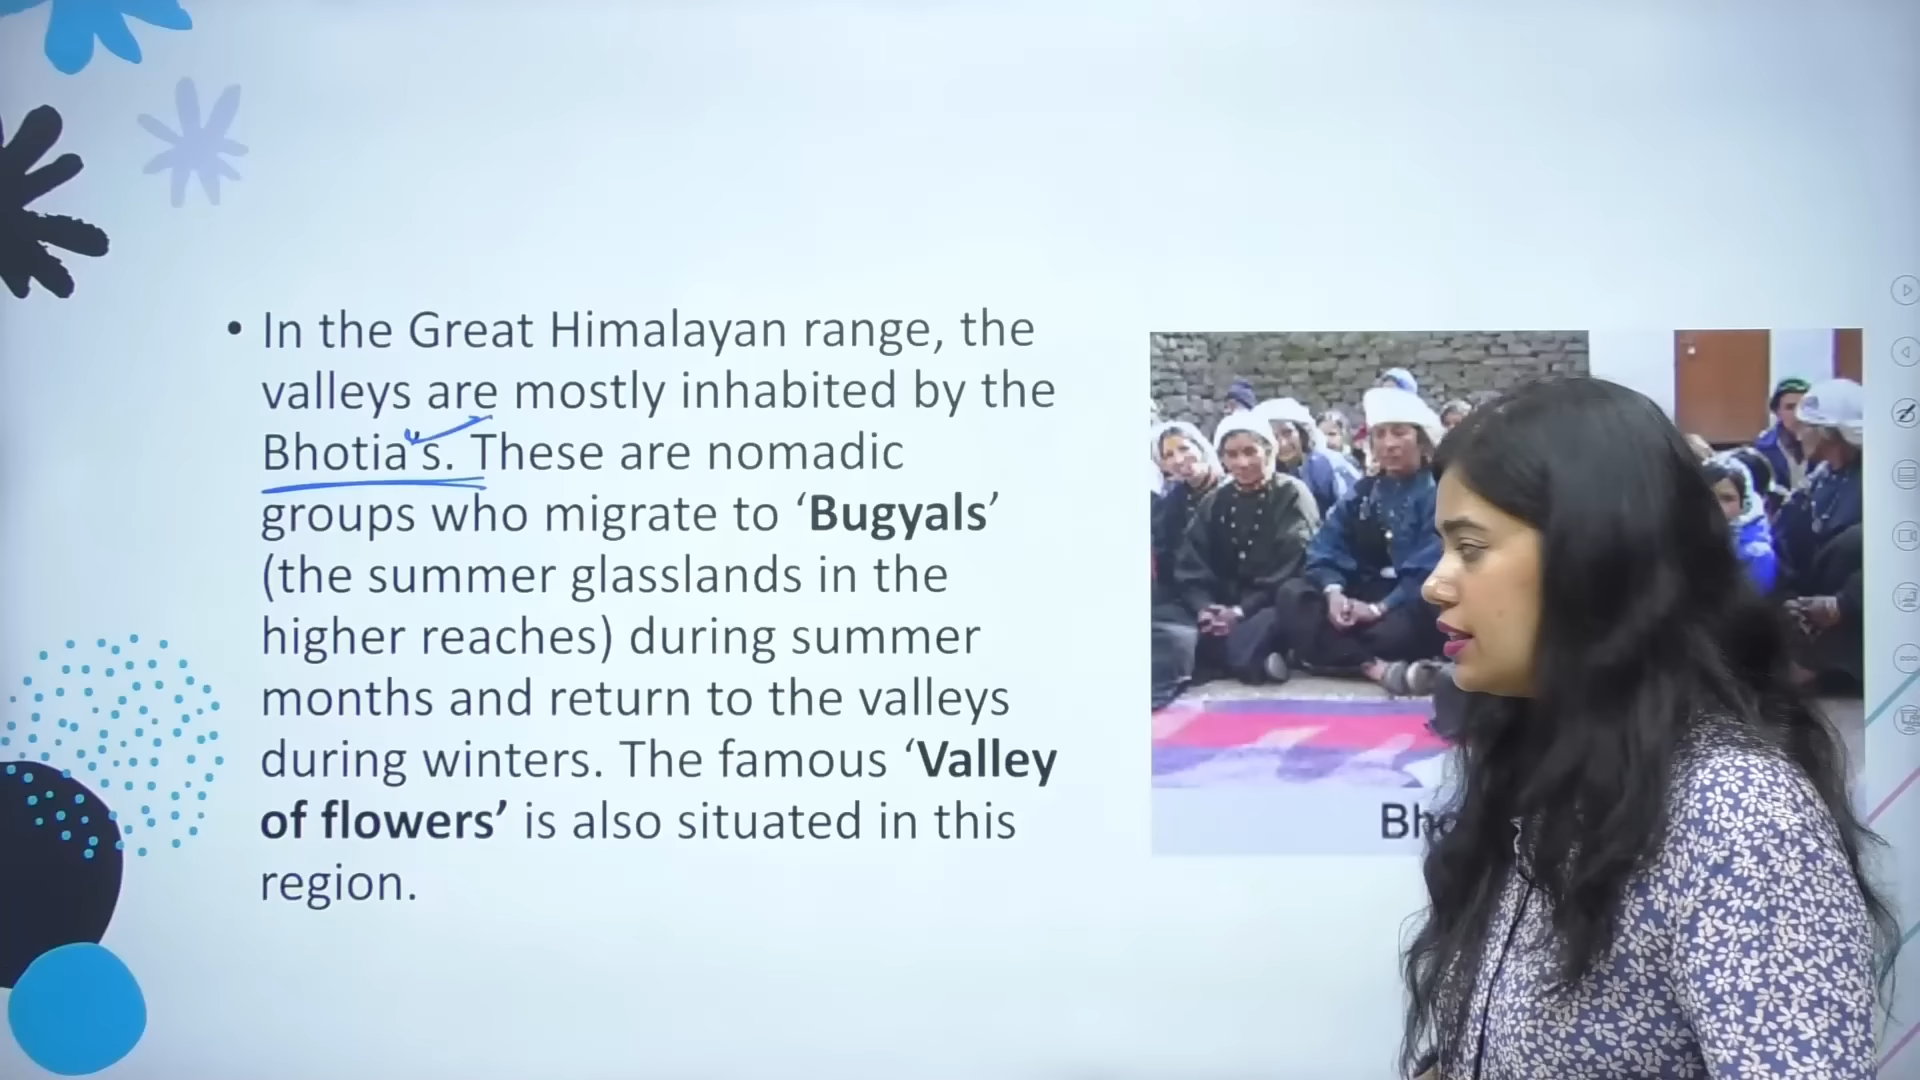 • In the Great Himalayan range, the
valleys are mostly inhabited by the
Bhotia's. These are nomadic
groups who migrate to ‘Bugyals’
(the summer glasslands in the
higher reaches) during summer
months and return to the valleys
during winters. The famous ‘Valley
of flowers’ is also situated in this
region.